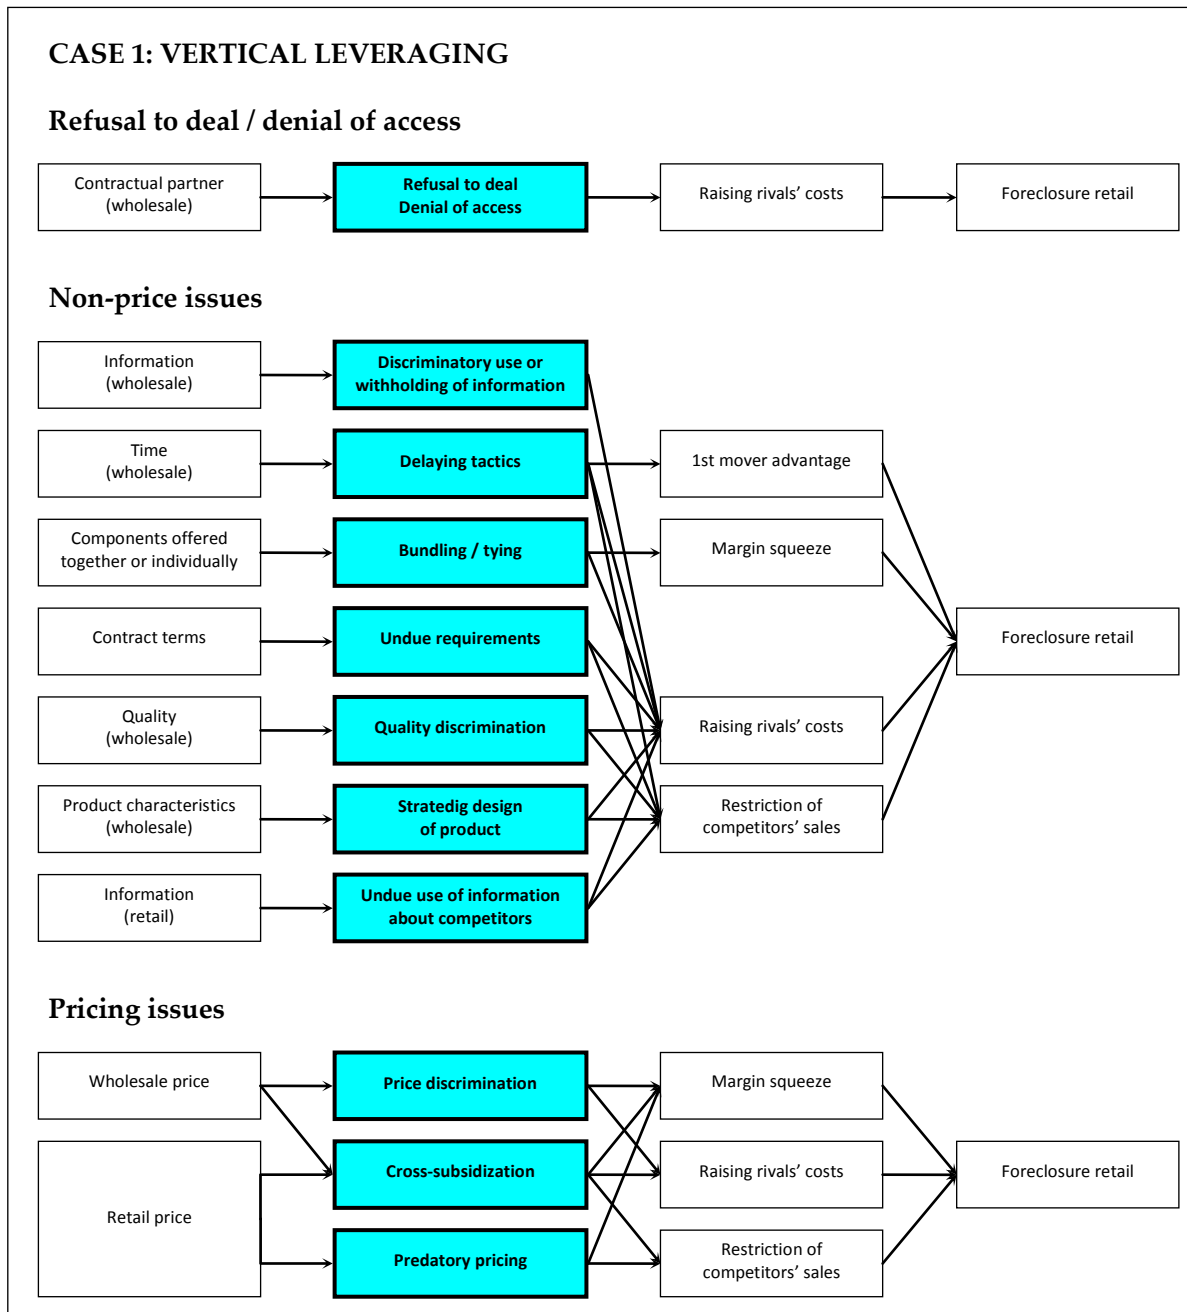 CASE 1: VERTICAL LEVERAGING
Refusal to deal / denial of access
Contractual partner
(wholesale)
Refusal to deal
Denial of access
Raising rivals’ costs
Foreclosure retail
Non-price issues
Information
(wholesale)
Discriminatory use or
withholding of information
Time
(wholesale)
Delaying tactics
1st mover advantage
Components offered
together or individually
Bundling / tying
Margin squeeze
Contract terms
Undue requirements
Foreclosure retail
Quality
(wholesale)
Quality discrimination
Raising rivals’ costs
Product characteristics
(wholesale)
Stratedig design
of product
Restriction of
competitors’ sales
Information
(retail)
Undue use of information
about competitors
Pricing issues
Wholesale price
Price discrimination
Margin squeeze
Retail price
Cross-subsidization
Raising rivals’ costs
Foreclosure retail
Predatory pricing
Restriction of
competitors’ sales